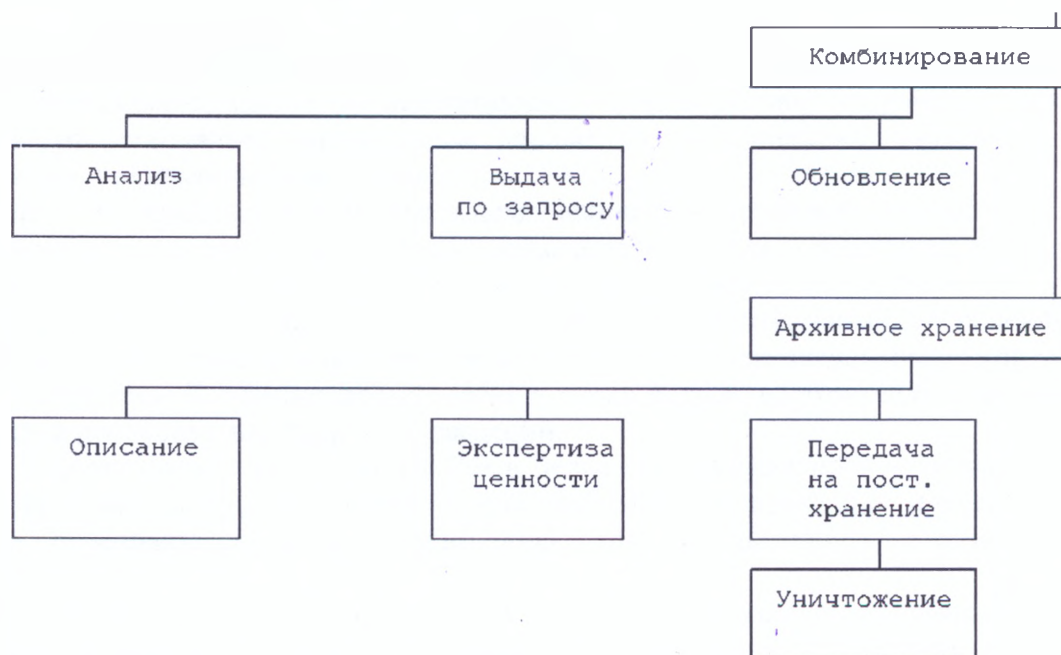 Комбинирование
Анализ
Выдача
по запросу
Обновление
Архивное хранение
Описание
Экспертиза
ценности
Передача
на пост.
хранение
Уничтожение